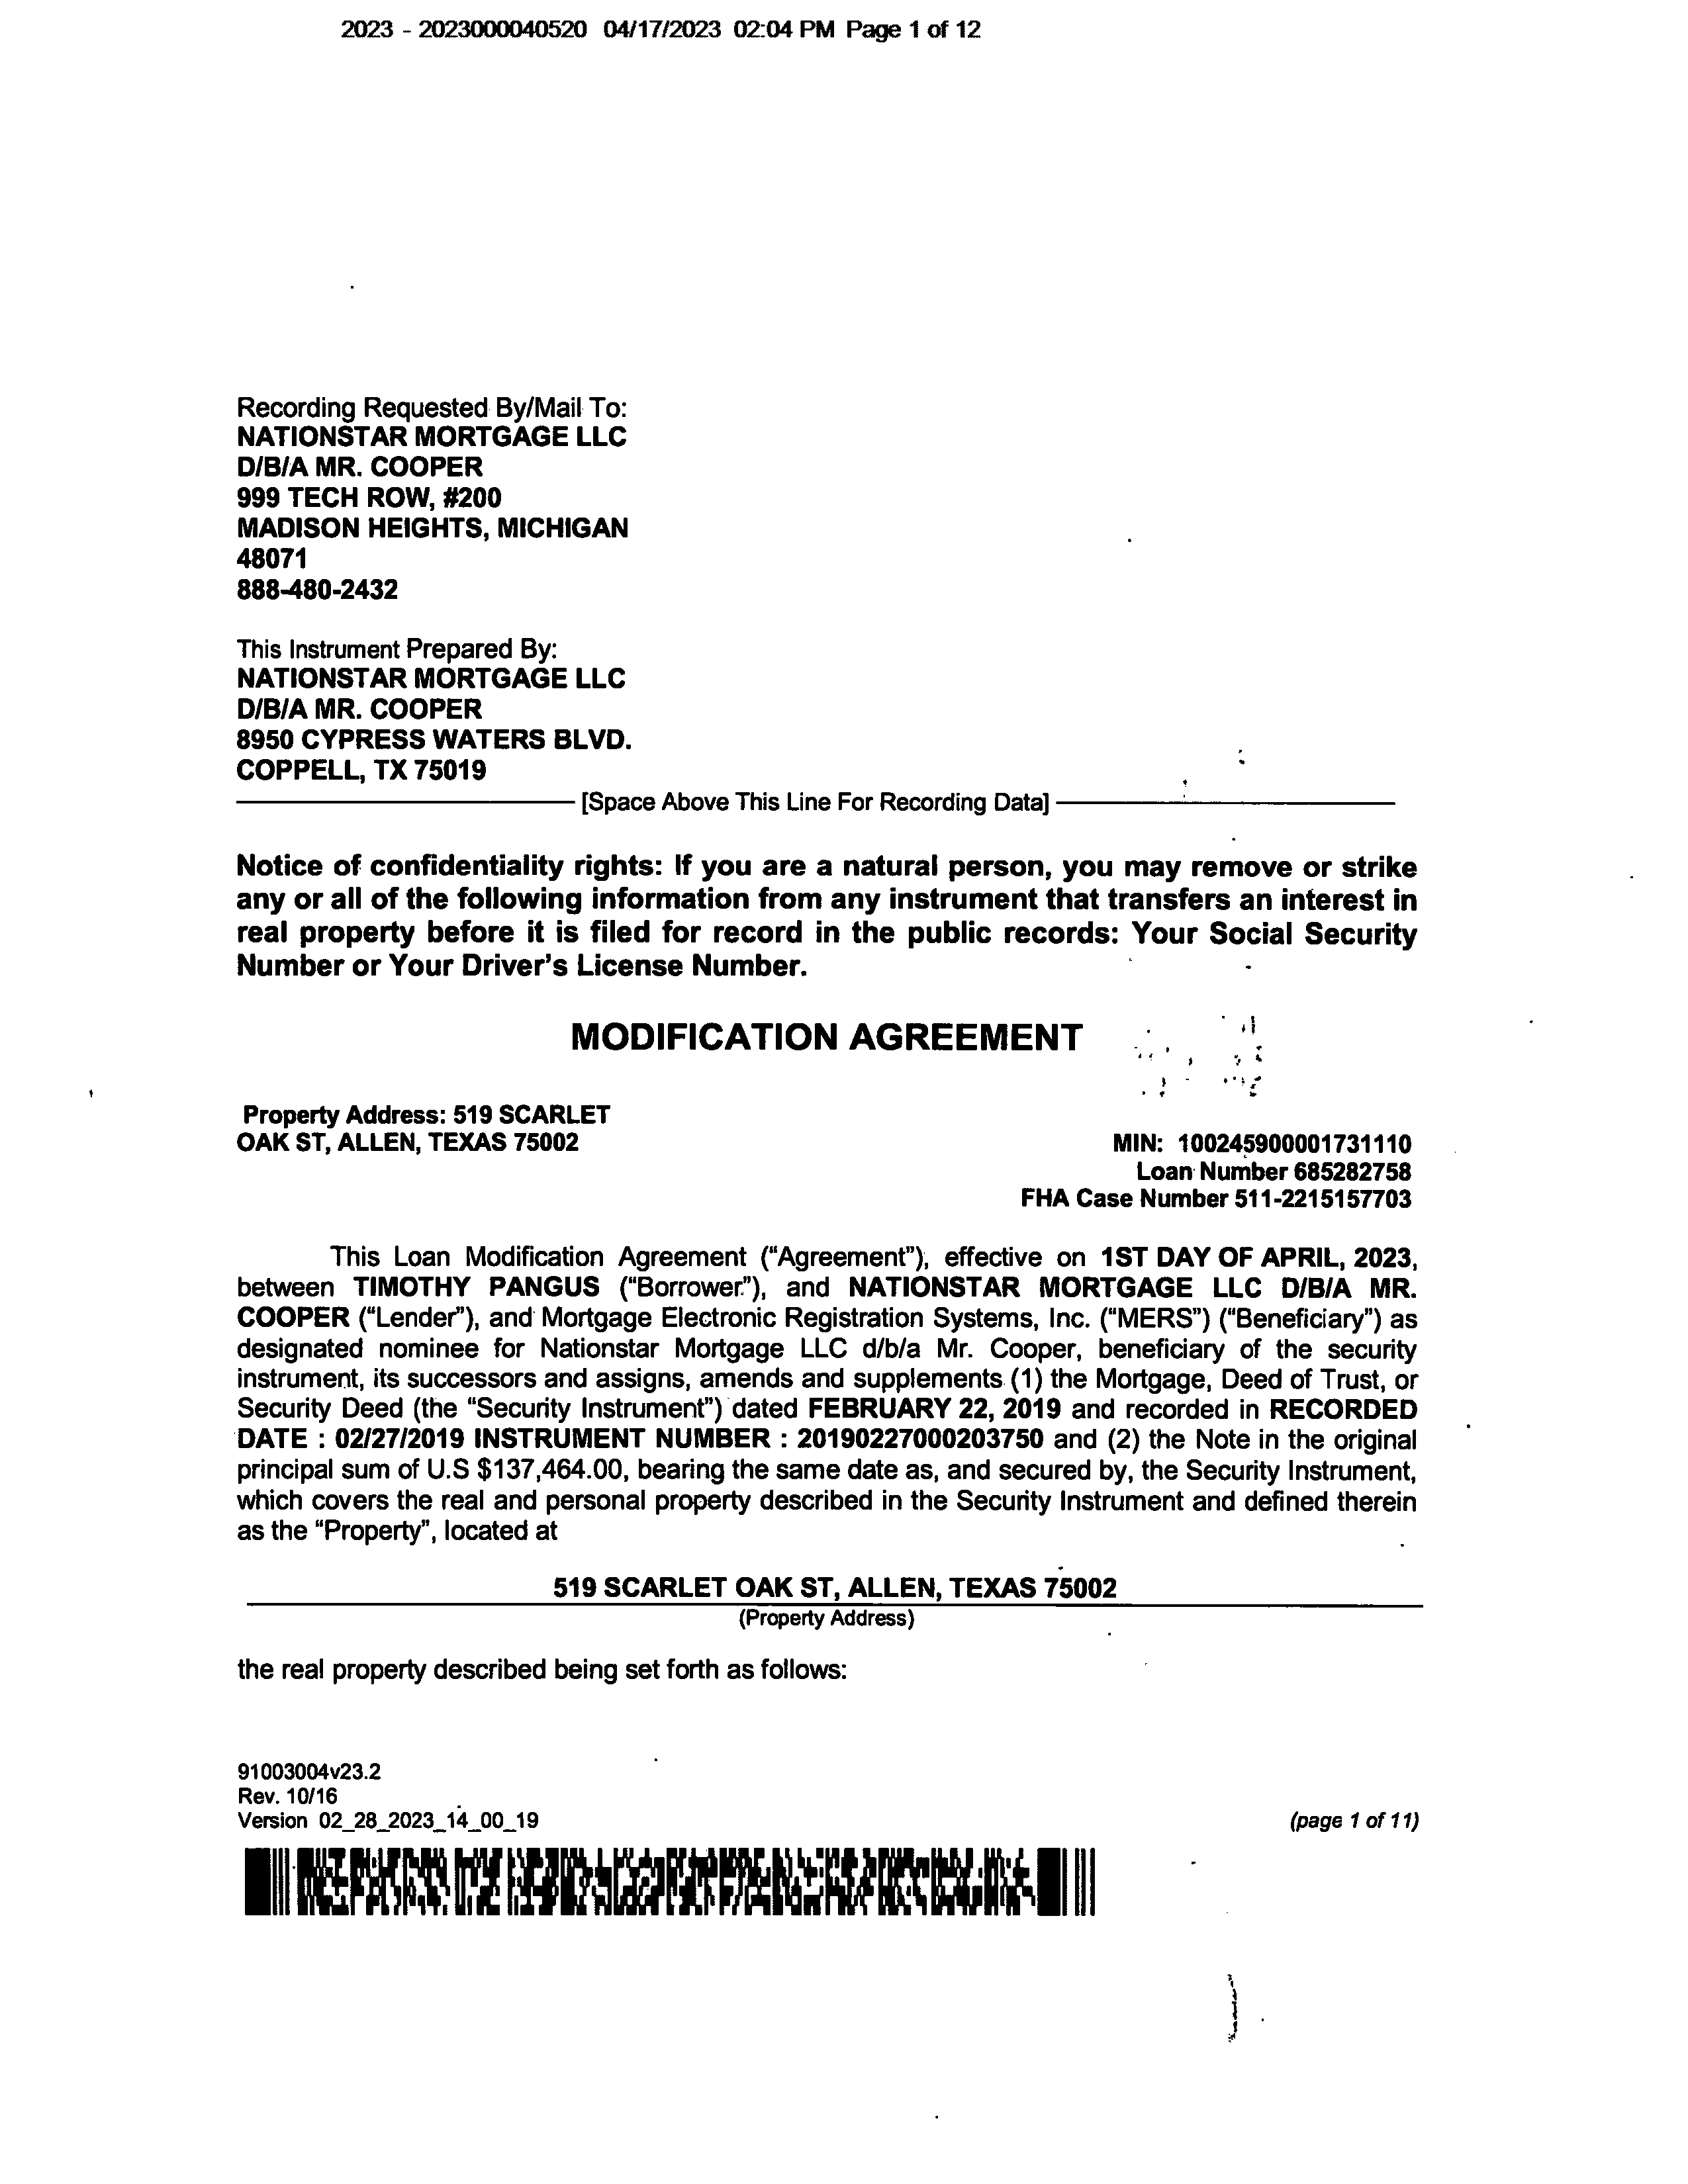 2023 - 2023000040520 04/17/2023 02:04 PM Page 1 of 12
Recording Requested By/Mail To:
NATIONSTAR MORTGAGE LLC
D/B/A MR. COOPER
999 TECH ROW, #200
MADISON HEIGHTS, MICHIGAN
48071
888-480-2432
This Instrument Prepared By:
NATIONSTAR MORTGAGE LLC
D/B/A MR. COOPER
8950 CYPRESS WATERS BLVD.
COPPELL, TX 75019
[Space Above This Line For Recording Data]
Notice of confidentiality rights: If you are a natural person, you may remove or strike
any or all of the following information from any instrument that transfers an interest in
real property before it is filed for record in the public records: Your Social Security
Number or Your Driver's License Number.
MODIFICATION AGREEMENT
Property Address: 519 SCARLET
OAK ST, ALLEN, TEXAS 75002
MIN: 100245900001731110
Loan Number 685282758
FHA Case Number 511-2215157703
This Loan Modification Agreement ("Agreement"), effective on 1ST DAY OF APRIL, 2023,
between TIMOTHY PANGUS ("Borrower"), and NATIONSTAR MORTGAGE LLC D/B/A MR.
COOPER ("Lender"), and Mortgage Electronic Registration Systems, Inc. ("MERS") ("Beneficiary") as
designated nominee for Nationstar Mortgage LLC d/b/a Mr. Cooper, beneficiary of the security
instrument, its successors and assigns, amends and supplements (1) the Mortgage, Deed of Trust, or
Security Deed (the "Security Instrument") dated FEBRUARY 22, 2019 and recorded in RECORDED
DATE : 02/27/2019 INSTRUMENT NUMBER : 20190227000203750 and (2) the Note in the original
principal sum of U.S $137,464.00, bearing the same date as, and secured by, the Security Instrument,
which covers the real and personal property described in the Security Instrument and defined therein
as the "Property", located at
519 SCARLET OAK ST, ALLEN, TEXAS 75002
(Property Address)
the real property described being set forth as follows:
91003004v23.2
Rev. 10/16
Version 02_28_2023_14_00_19
(page 1 of 11)